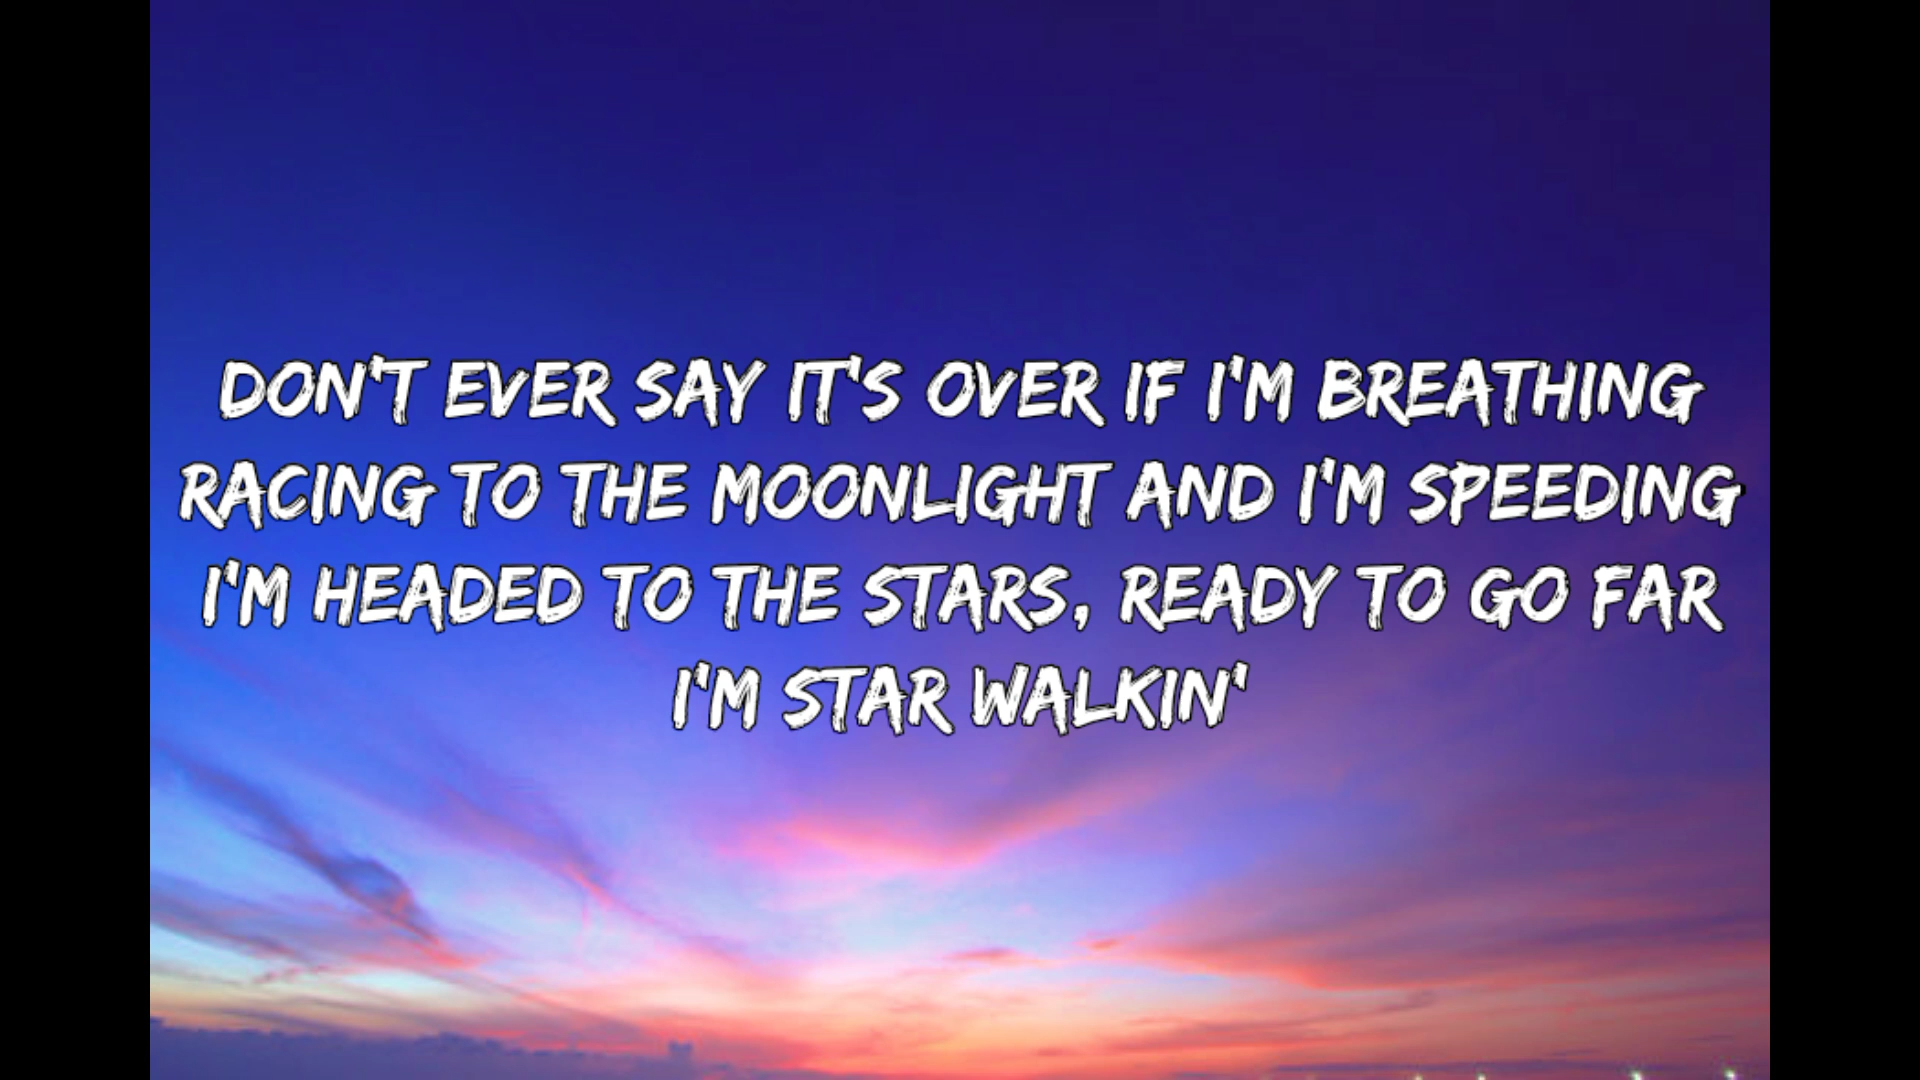 DON'T EVER SAY IT'S OVER IF I'M BREATHING
RACING TO THE MOONLIGHT AND I'M SPEEDING
I'M HEADED TO THE STARS, READY TO GO FAR
I'M STAR WALKIN'